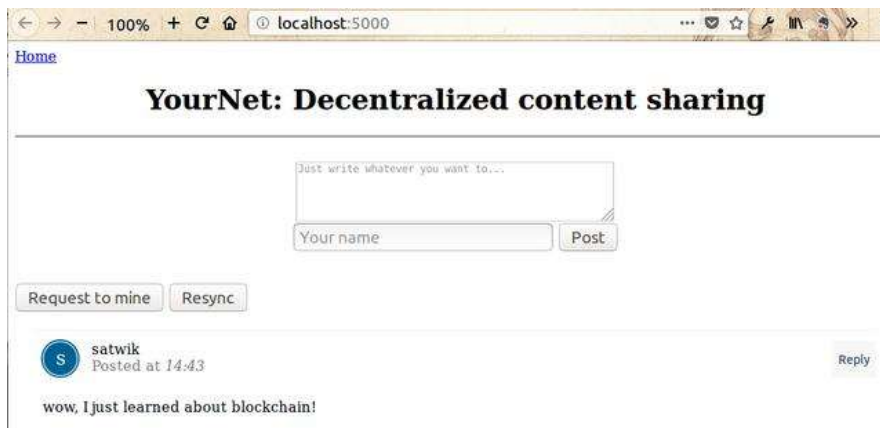 100%
localhost:5000
Home
YourNet: Decentralized content sharing
Just write whatever you want to...
Your name
Post
Request to mine Resync
S
satwik
Posted at 14:43
Reply
wow, I just learned about blockchain!